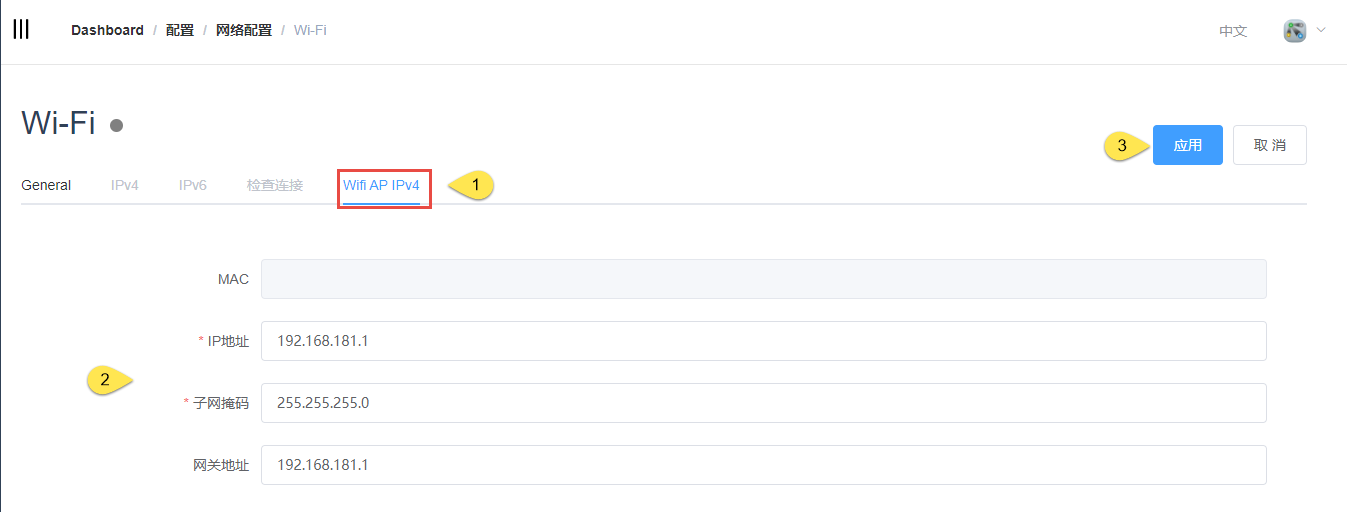 Dashboard / 配置 / 网络配置 / Wi-Fi
中文
Wi-Fi
3
应用
取 消
General
IPv4
IPv6
检查连接
Wifi AP IPv4
1
MAC
* IP地址
192.168.181.1
2
* 子网掩码
255.255.255.0
网关地址
192.168.181.1